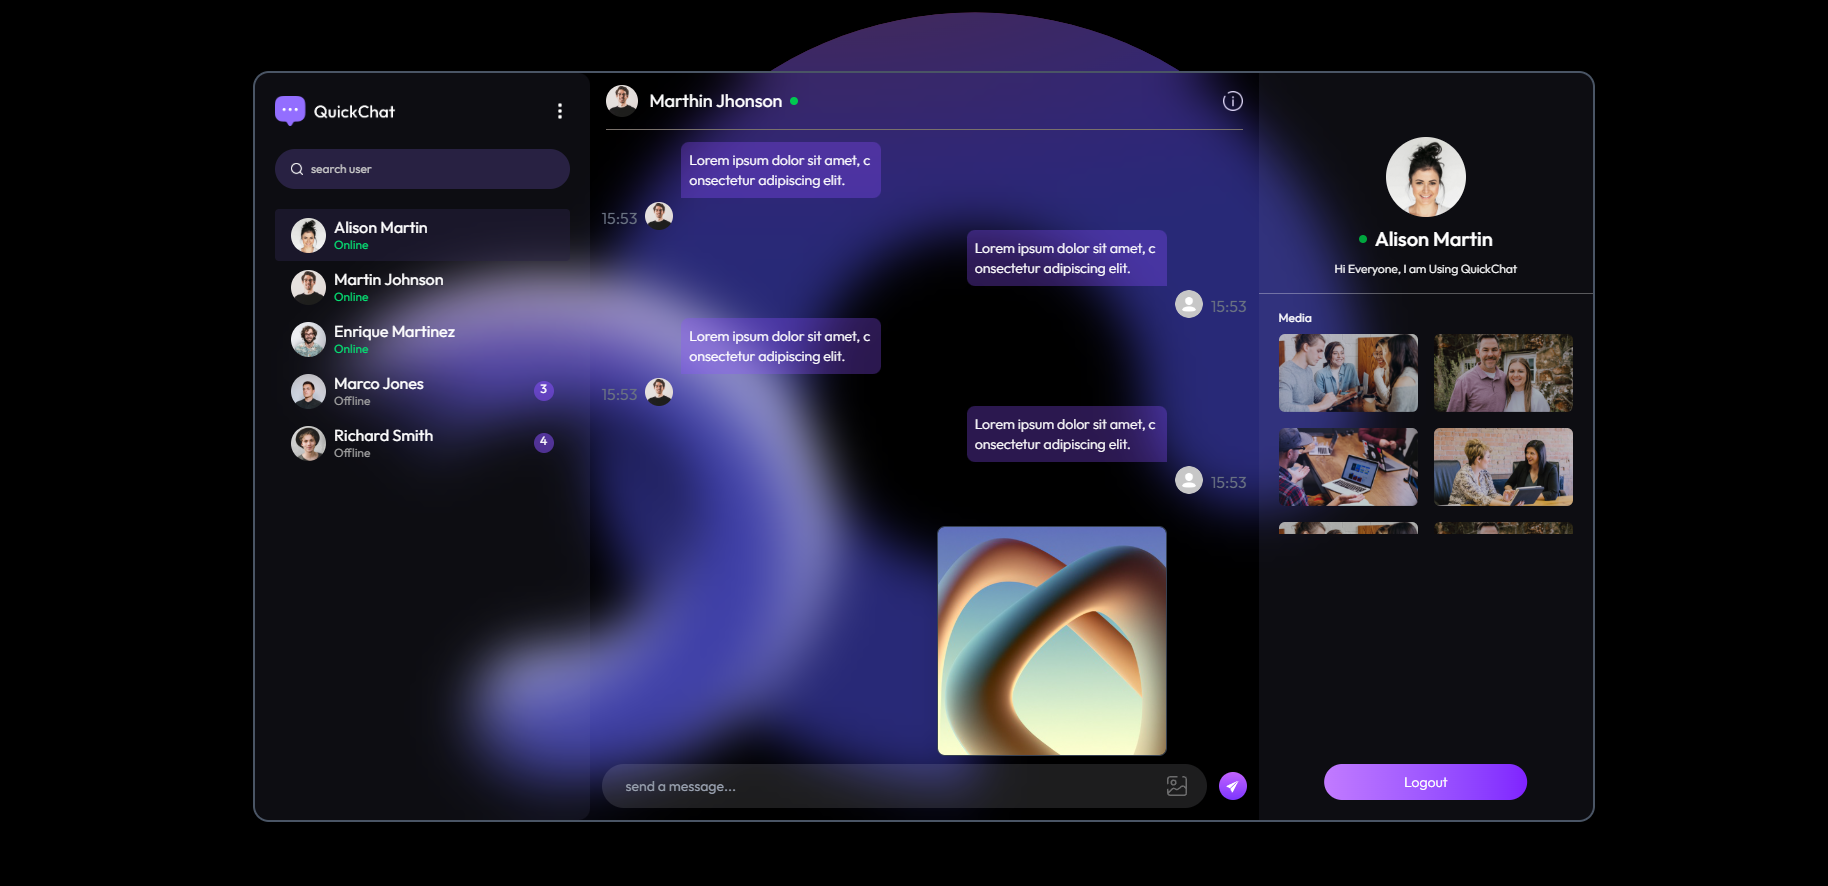 QuickChat
search user
Alison Martin
Online
Martin Johnson
Online
Enrique Martinez
Online
Marco Jones
Offline
3
Richard Smith
Offline
4
Marthin Jhonson
Lorem ipsum dolor sit amet, c
onsectetur adipiscing elit.
15:53
Lorem ipsum dolor sit amet, c
onsectetur adipiscing elit.
15:53
Lorem ipsum dolor sit amet, c
onsectetur adipiscing elit.
15:53
Lorem ipsum dolor sit amet, c
onsectetur adipiscing elit.
15:53
send a message...
Alison Martin
Hi Everyone, I am Using QuickChat
Media
Logout